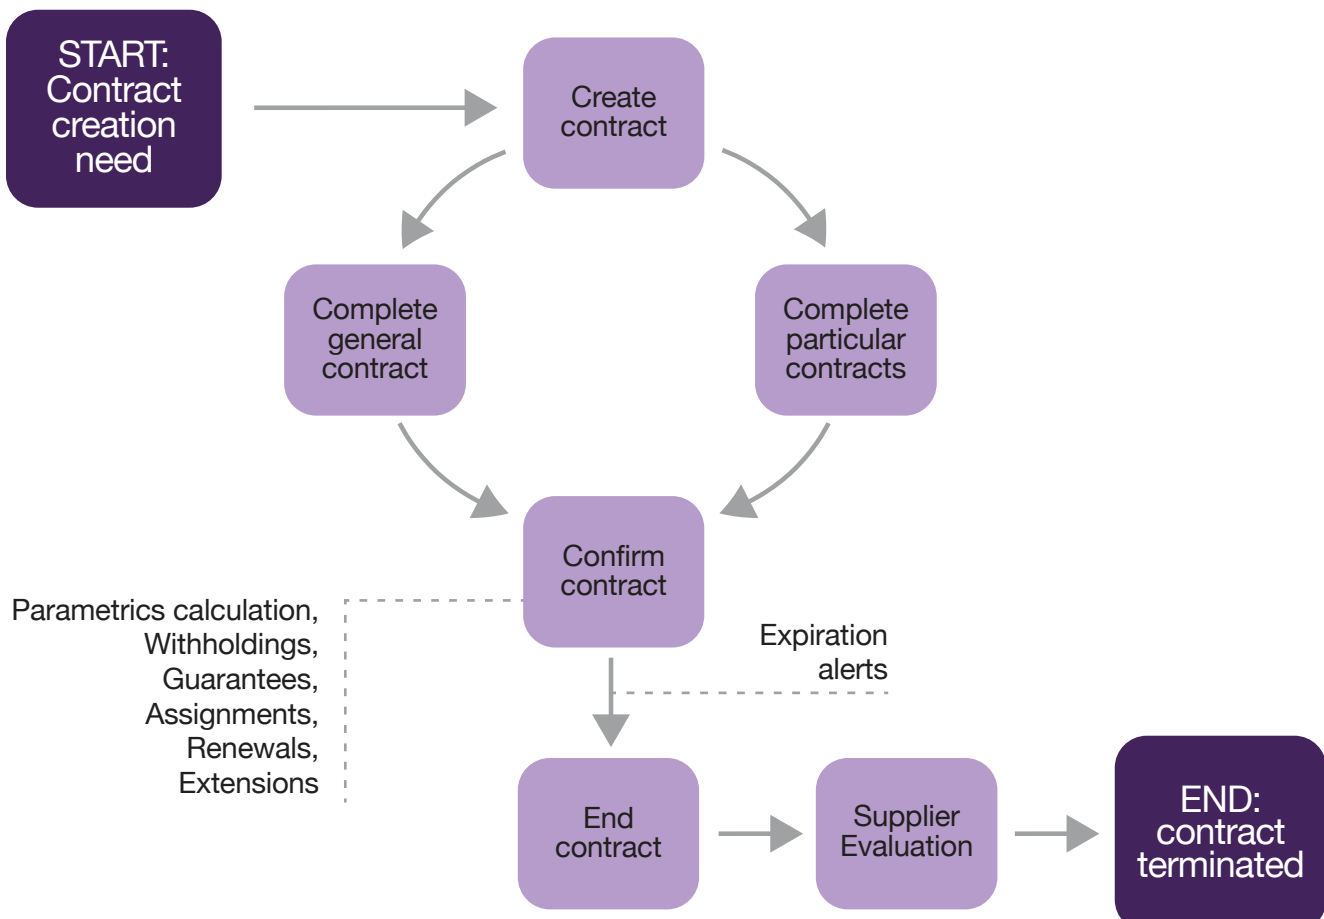 START:
Contract
creation
need
Create
contract
Complete
general
contract
Complete
particular
contracts
Confirm
contract
Parametrics calculation,
Withholdings,
Guarantees,
Assignments,
Renewals,
Extensions
Expiration
alerts
End
contract
Supplier
Evaluation
END:
contract
terminated